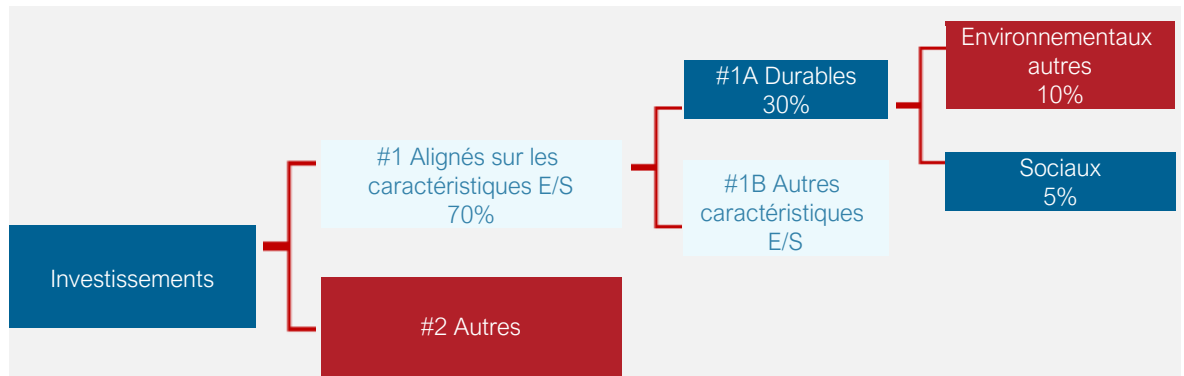 Investissements
#1 Alignés sur les
caractéristiques E/S
70%
#2 Autres
#1A Durables
30%
#1B Autres
caractéristiques
E/S
Environnementaux
autres
10%
Sociaux
5%